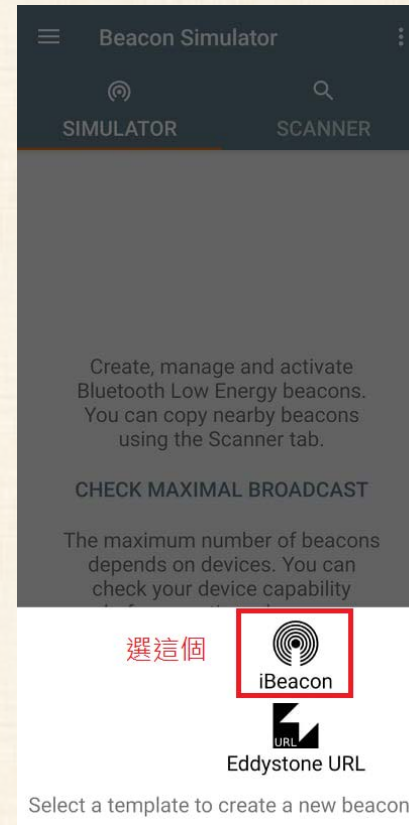 Beacon Simulator
SIMULATOR SCANNER
Create, manage and activate
Bluetooth Low Energy beacons.
You can copy nearby beacons
using the Scanner tab.
CHECK MAXIMAL BROADCAST
The maximum number of beacons
depends on devices. You can
check your device capability
選這個
iBeacon
URL
Eddystone URL
Select a template to create a new beacon